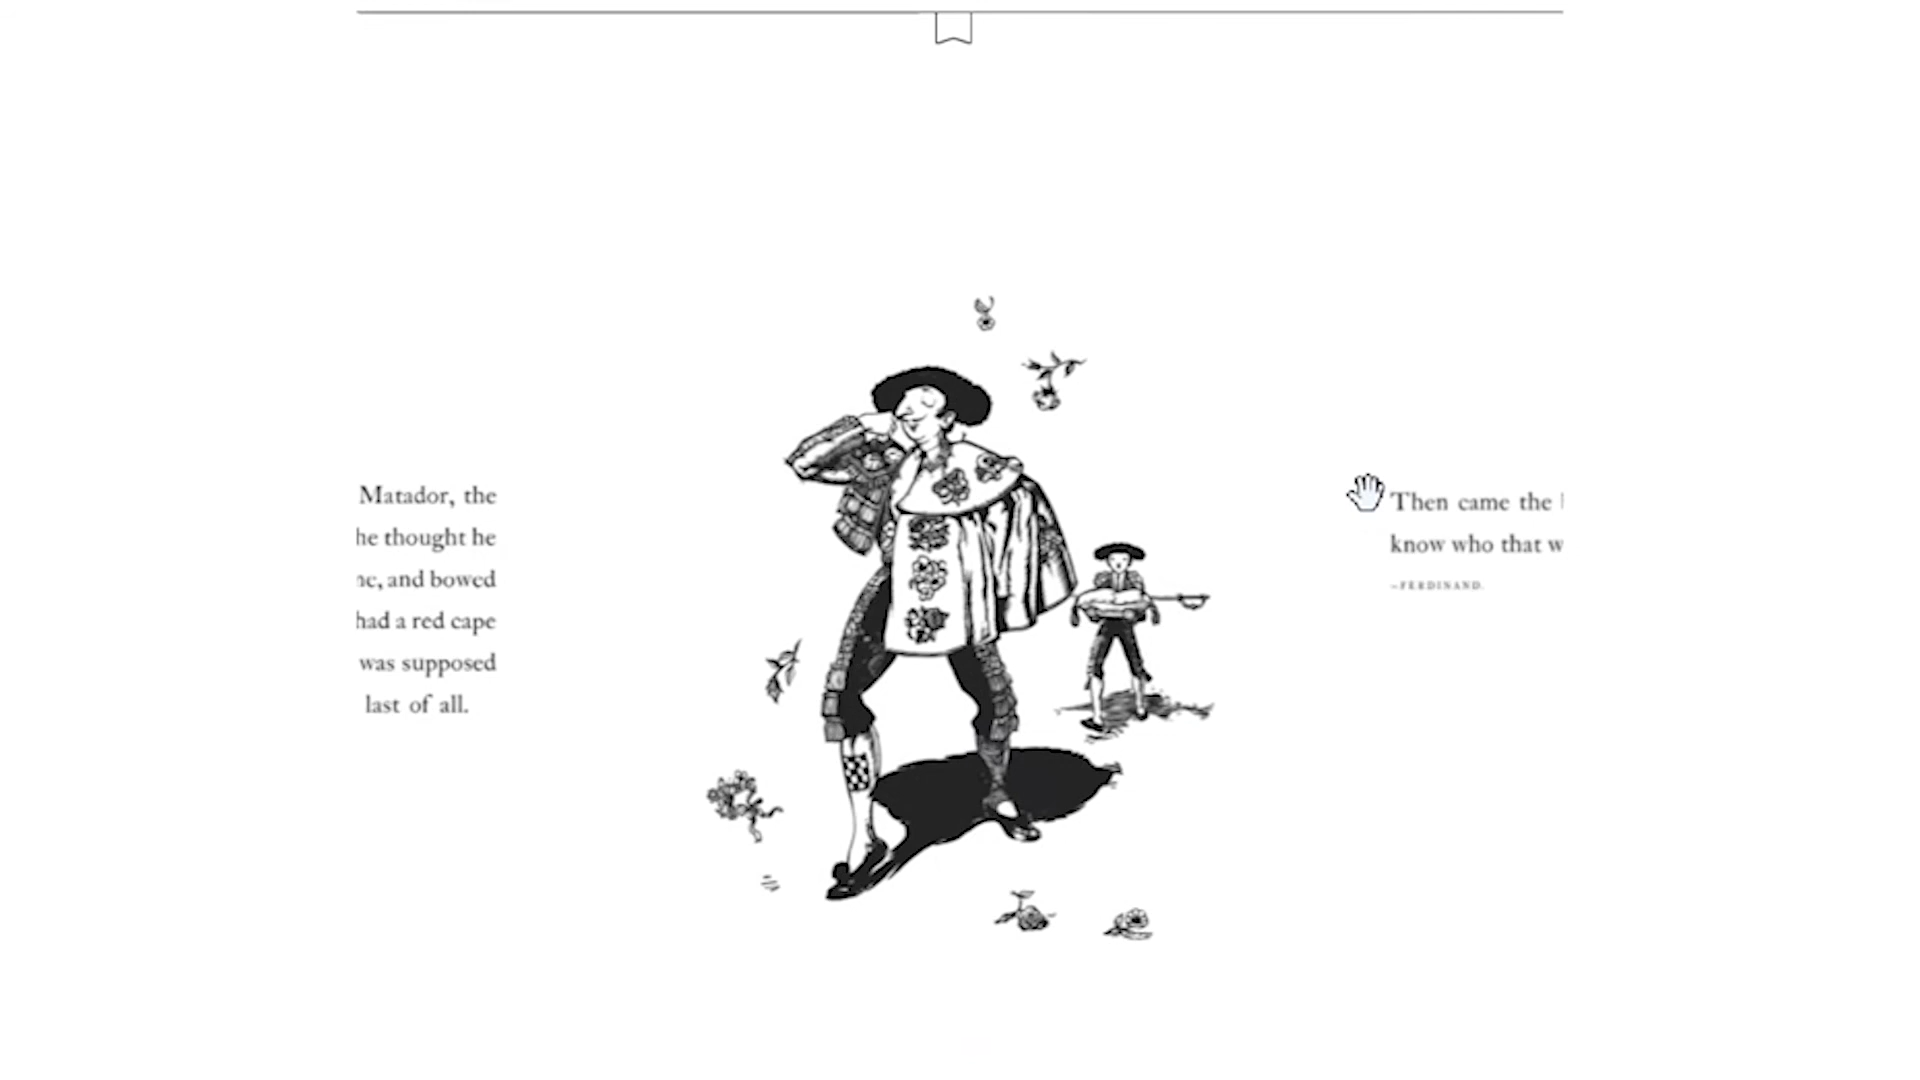 Matador, the
he thought he
and bowed
had a red cape
was supposed
last of all.
Then came the
know who that
–FERDINAND.